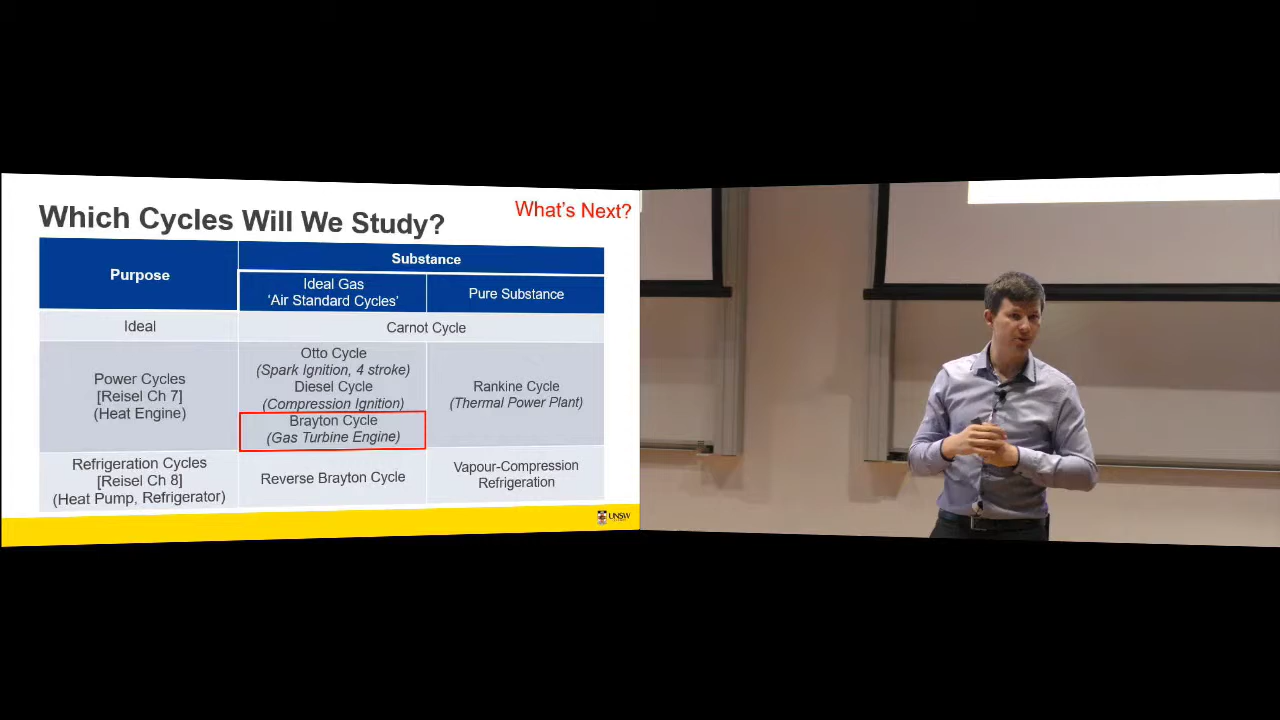 Which Cycles Will We Study?
What's Next?
Purpose
Substance
Ideal Gas
'Air Standard Cycles'
Pure Substance
Ideal
Carnot Cycle
Power Cycles
[Reisel Ch 7]
(Heat Engine)
Otto Cycle
(Spark Ignition, 4 stroke)
Diesel Cycle
(Compression Ignition)
Brayton Cycle
(Gas Turbine Engine)
Rankine Cycle
(Thermal Power Plant)
Refrigeration Cycles
[Reisel Ch 8]
(Heat Pump, Refrigerator)
Reverse Brayton Cycle
Vapour-Compression
Refrigeration
UNSW